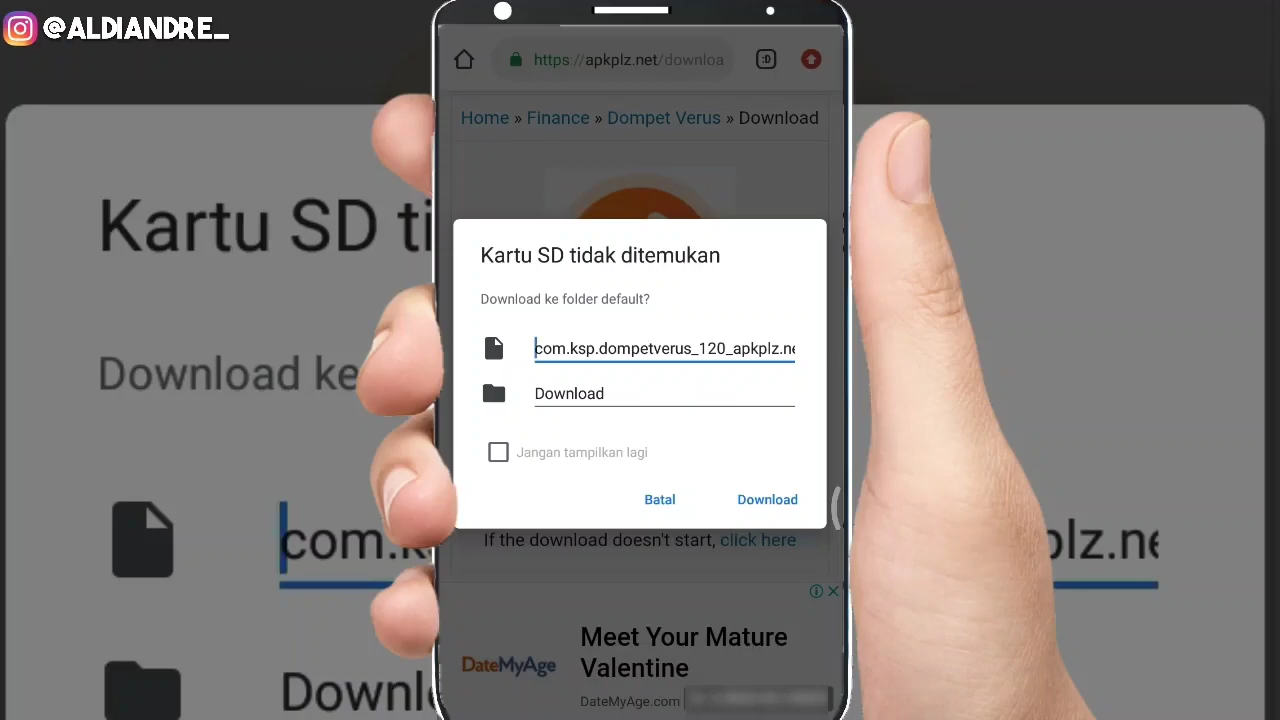 @ALDIANDRE_
https://apkplz.net/downloa
:D
Home » Finance » Dompet Verus » Download
Kartu SD tidak ditemukan
Download ke folder default?
com.ksp.dompetverus_120_apkplz.ne
Download
Jangan tampilkan lagi
Batal
Download
If the download doesn't start, click here
Meet Your Mature
Valentine
DateMyAge
DateMyAge.com
Kartu SD ti
Download ke
com.k
plz.ne
Downl